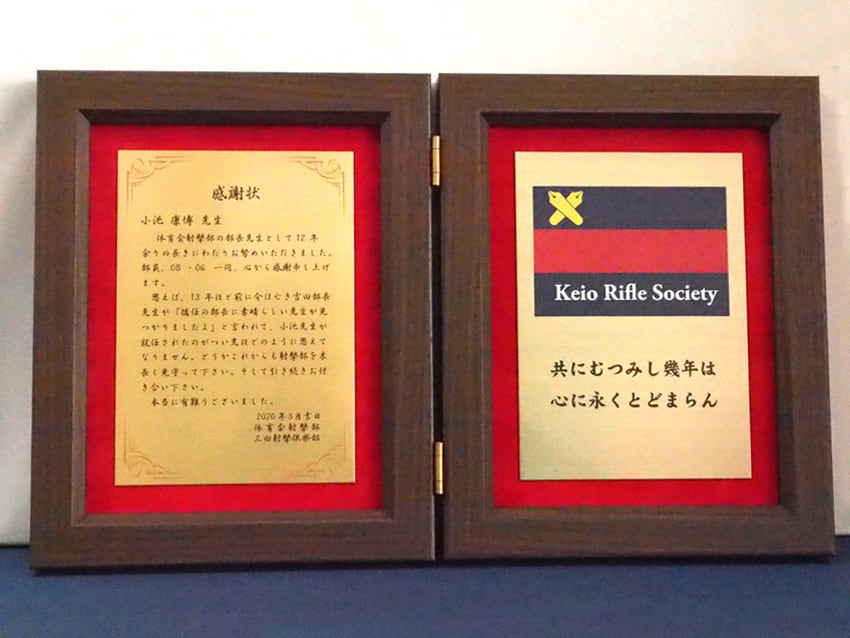 感謝状
小池 康博 先生
体育会射撃部の部長先生として12年
余りの長きにわたりお努めいただきました。
部員、OB・OG 一同、心から感謝申し上げ
ます。
思えば、13年ほど前に今は亡き吉田部長
先生が「後任の部長に素晴らしい先生が見
つかりましたよ」と言われて、小池先生が
就任されたのがつい先ほどのように思えて
なりません。どうかこれからも射撃部を末
長く見守って下さい。そして引き続きお付
き合い下さい。
本当に有難うございました。
2020年3月吉日
体育会射撃部
三田射撃倶楽部
Keio Rifle Society
共にむつみし幾年は
心に永くとどまらん